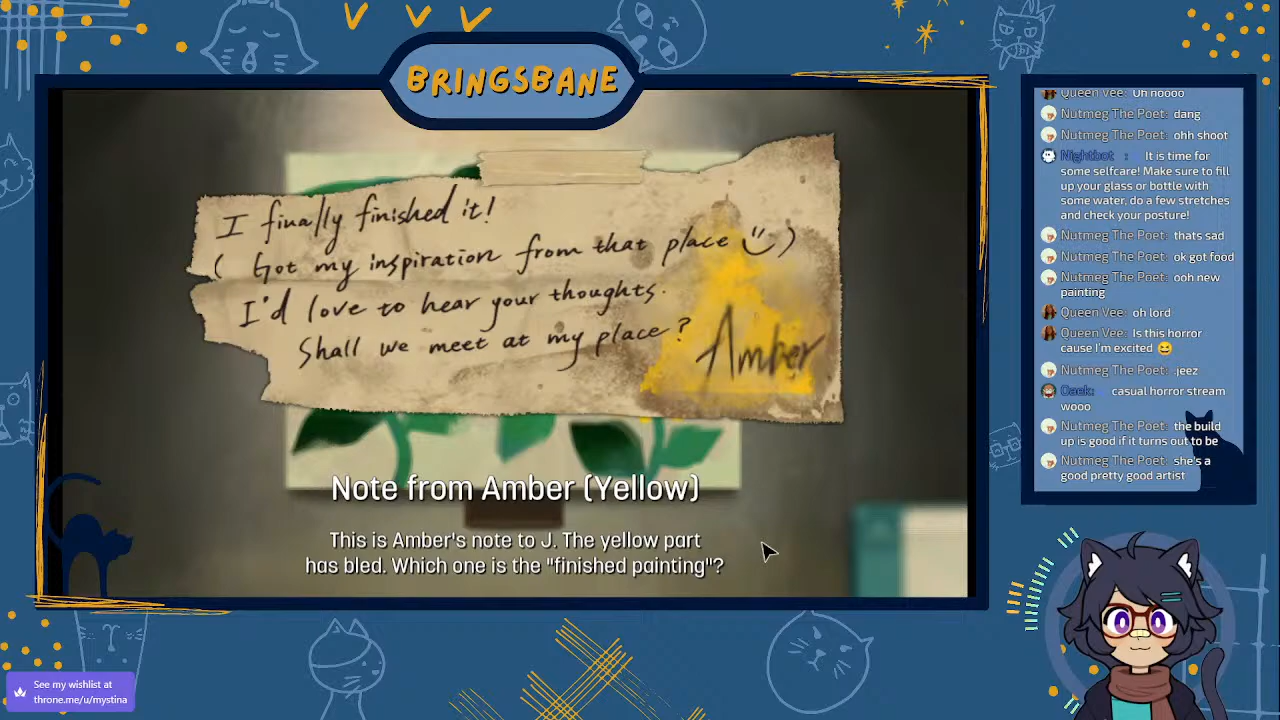 BRINGSBANE
I finally finished it!
( Got my inspiration from that place )
I'd love to hear your thoughts.
Shall we meet at my place?
Amber
Note from Amber (Yellow)
This is Amber's note to J. The yellow part
has bled. Which one is the "finished painting"?
Queen Vee: Uh noooo
Nutmeg The Poet: dang
Nutmeg The Poet: ohh shoot
Nightbot : It is time for
some selfcare! Make sure to fill
up your glass or bottle with
some water, do a few stretches
and check your posture!
Nutmeg The Poet: thats sad
Nutmeg The Poet: ok got food
Nutmeg The Poet: ooh new
painting
Queen Vee: oh lord
Queen Vee: Is this horror
cause I'm excited 😆
Nutmeg The Poet: .jeez
Caek: casual horror stream
wooo
Nutmeg The Poet: the build
up is good if it turns out to be
Nutmeg The Poet: she's a
good pretty good artist
See my wishlist at
throne.me/u/mystina